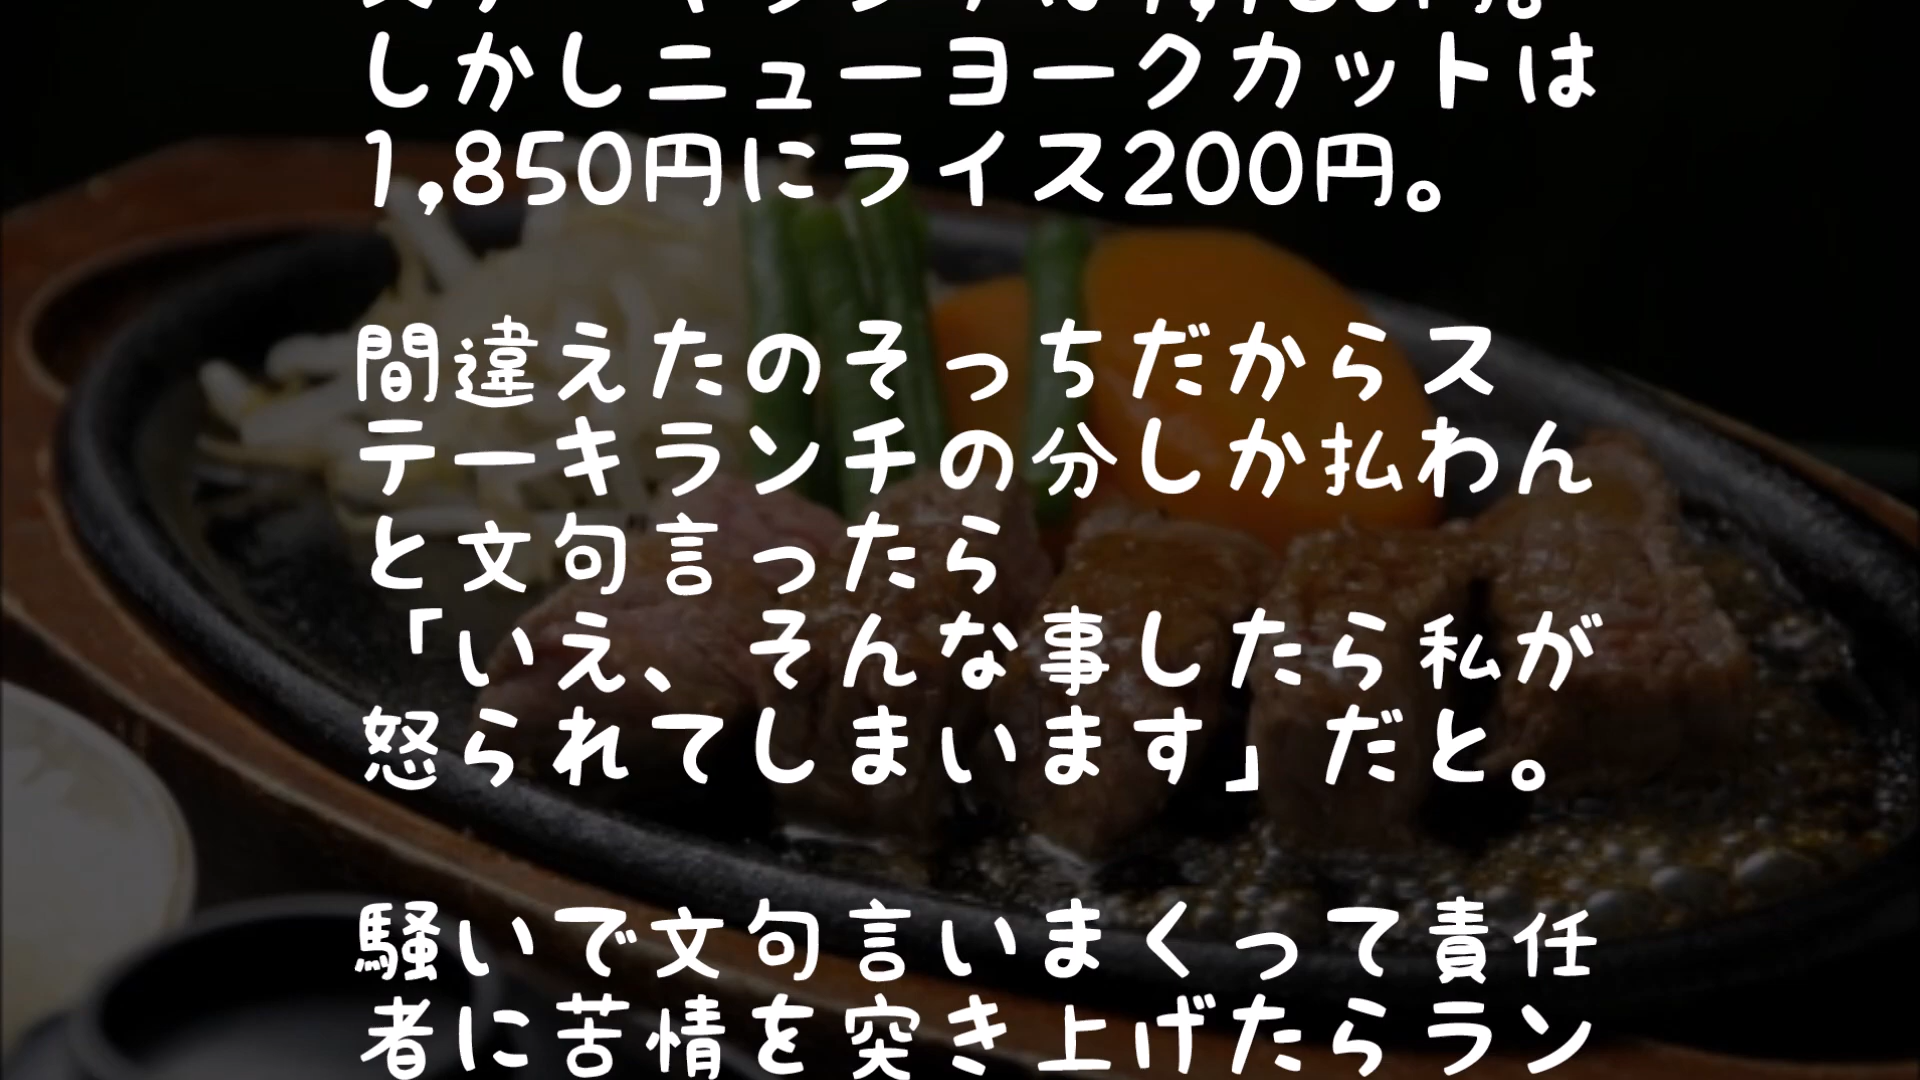 しかしニューヨークカットは
1,850円にライス200円。
間違えたのそっちだからス
テーキランチの分しか払わん
と文句言ったら
「いえ、そんな事したら私が
怒られてしまいます」だと。
騒いで文句言いまくって責任
者に苦情を突き上げたらラン